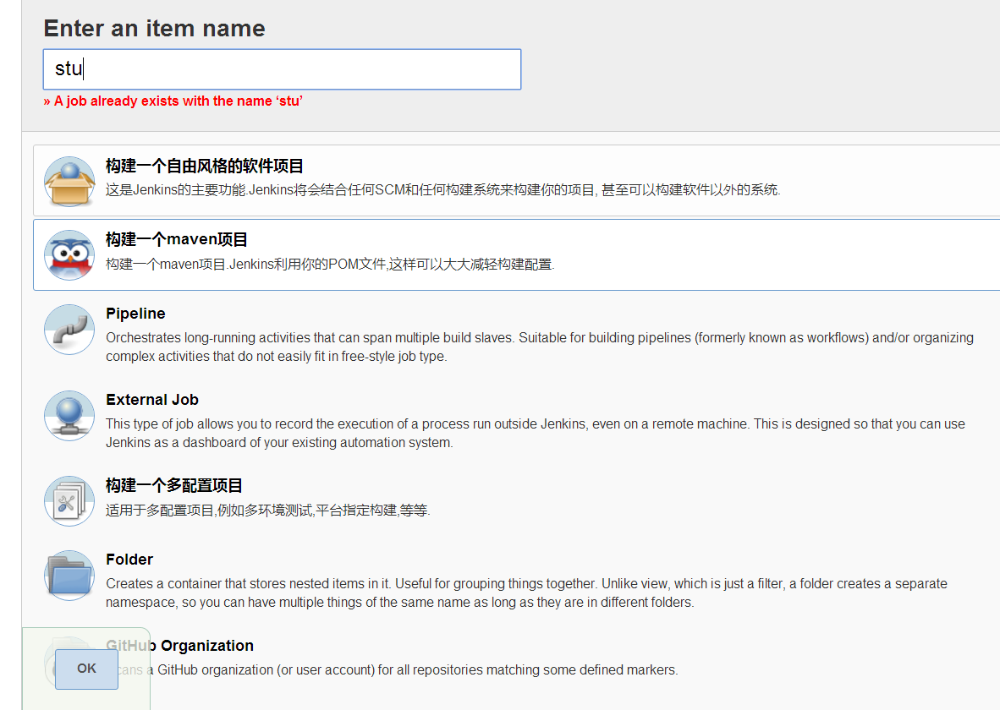 Enter an item name
stu
» A job already exists with the name ‘stu’
构建一个自由风格的软件项目
这是Jenkins的主要功能.Jenkins将会结合任何SCM和任何构建系统来构建你的项目, 甚至可以构建软件以外的系统.
构建一个maven项目
构建一个maven项目.Jenkins利用你的POM文件,这样可以大大减轻构建配置.
Pipeline
Orchestrates long-running activities that can span multiple build slaves. Suitable for building pipelines (formerly known as workflows) and/or organizing
complex activities that do not easily fit in free-style job type.
External Job
This type of job allows you to record the execution of a process run outside Jenkins, even on a remote machine. This is designed so that you can use
Jenkins as a dashboard of your existing automation system.
构建一个多配置项目
适用于多配置项目,例如多环境测试,平台指定构建,等等.
Folder
Creates a container that stores nested items in it. Useful for grouping things together. Unlike view, which is just a filter, a folder creates a separate
namespace, so you can have multiple things of the same name as long as they are in different folders.
GitHub Organization
OK
Scans a GitHub organization (or user account) for all repositories matching some defined markers.